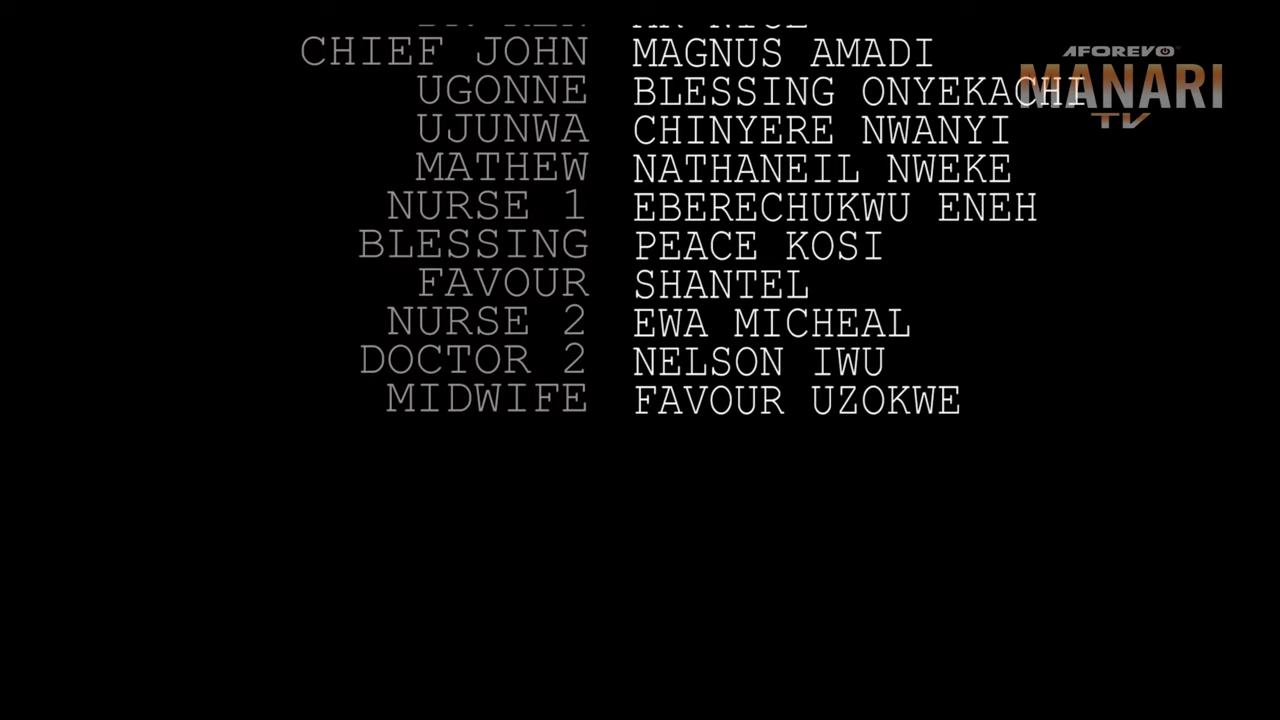 CHIEF JOHN MAGNUS AMADI
UGONNE BLESSING ONYEKACHI
UJUNWA CHINYERE NWANYI
MATHEW NATHANEIL NWEKE
NURSE 1 EBERECHUKWU ENEH
BLESSING PEACE KOSI
FAVOUR SHANTEL
NURSE 2 EWA MICHEAL
DOCTOR 2 NELSON IWU
MIDWIFE FAVOUR UZOKWE
AFOREVO
MANARI
TV